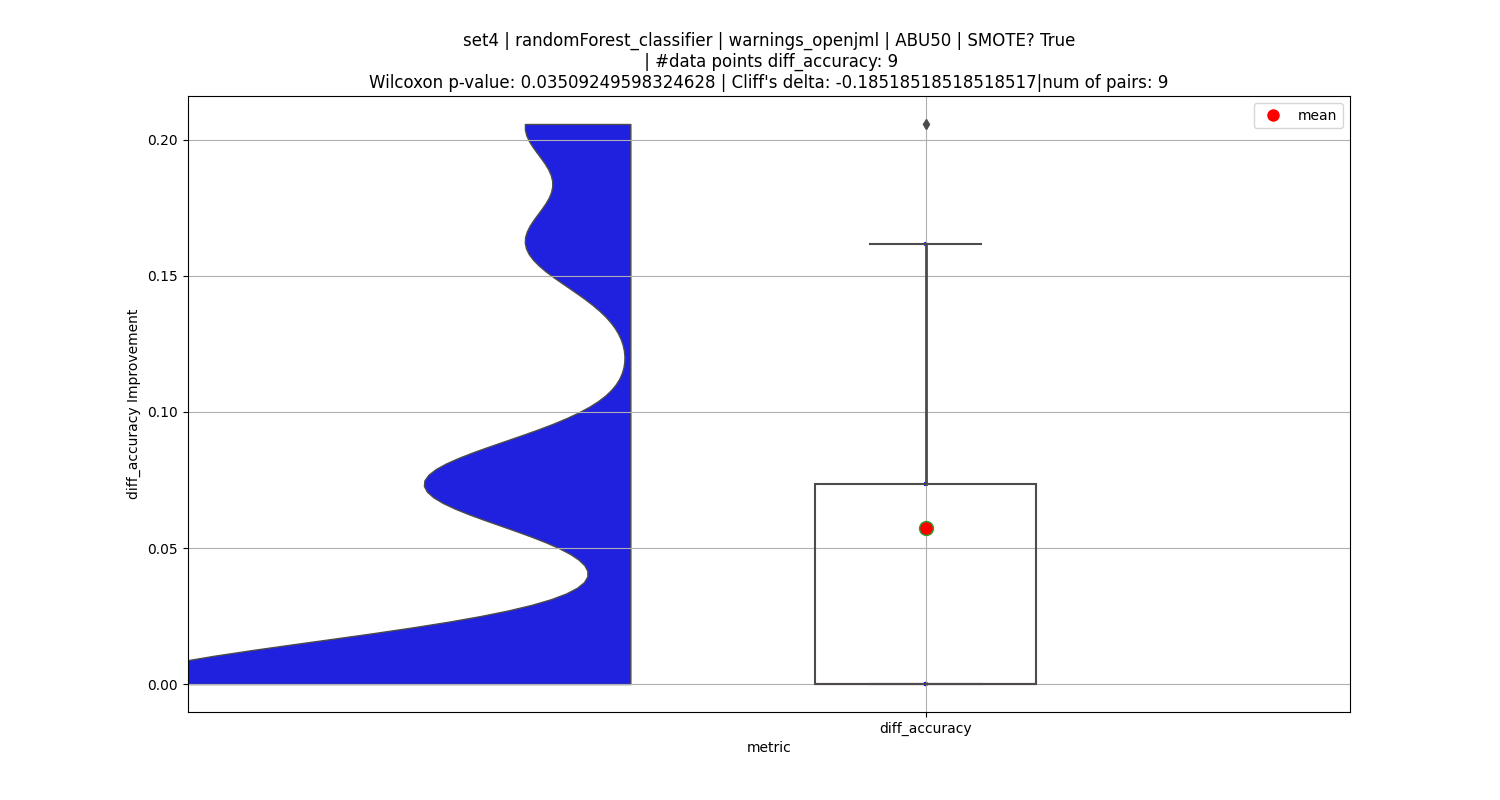 set4 | randomForest_classifier | warnings_openjml | ABU50 | SMOTE? True
| #data points diff_accuracy: 9
Wilcoxon p-value: 0.03509249598324628 | Cliff's delta: -0.18518518518518517|num of pairs: 9
mean
0.20
0.15
0.10
0.05
0.00
diff_accuracy Improvement
diff_accuracy
metric